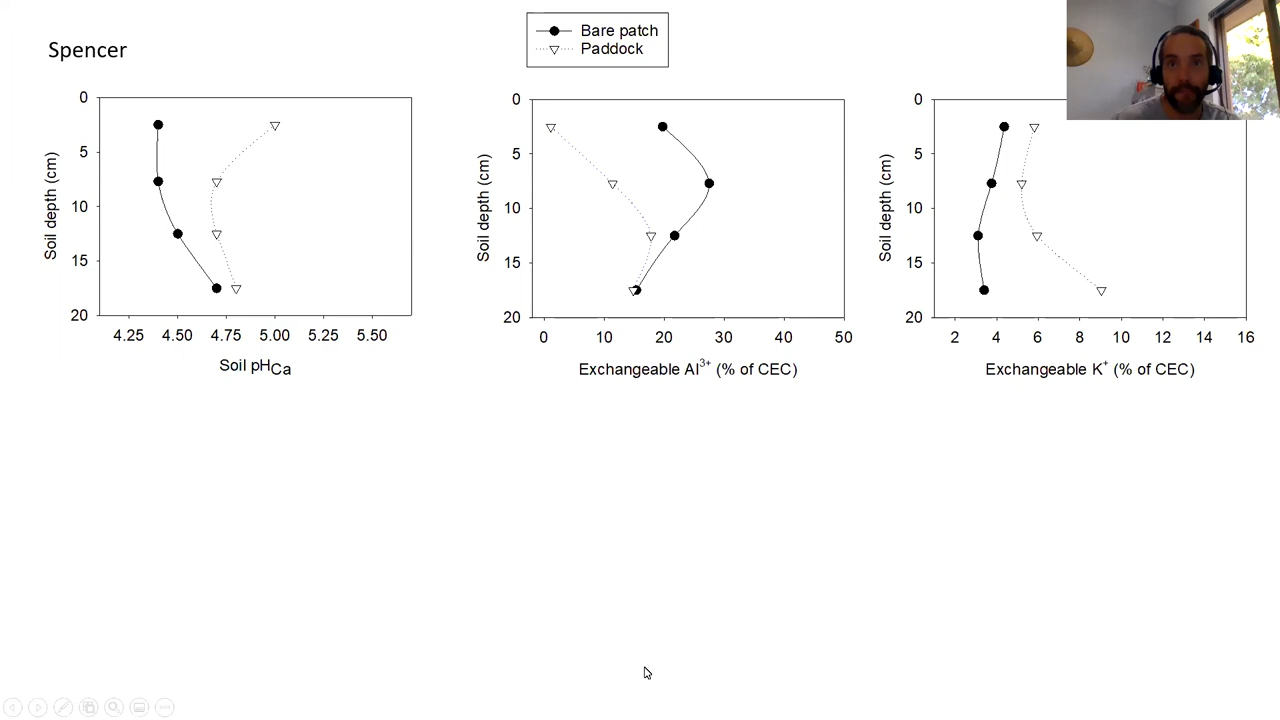 Spencer
Bare patch
Paddock
0
5
10
15
20
Soil depth (cm)
4.25 4.50 4.75 5.00 5.25 5.50
Soil pHCa
0
5
10
15
20
Soil depth (cm)
0 10 20 30 40 50
Exchangeable Al3+ (% of CEC)
0
5
10
15
20
Soil depth (cm)
2 4 6 8 10 12 14 16
Exchangeable K+ (% of CEC)